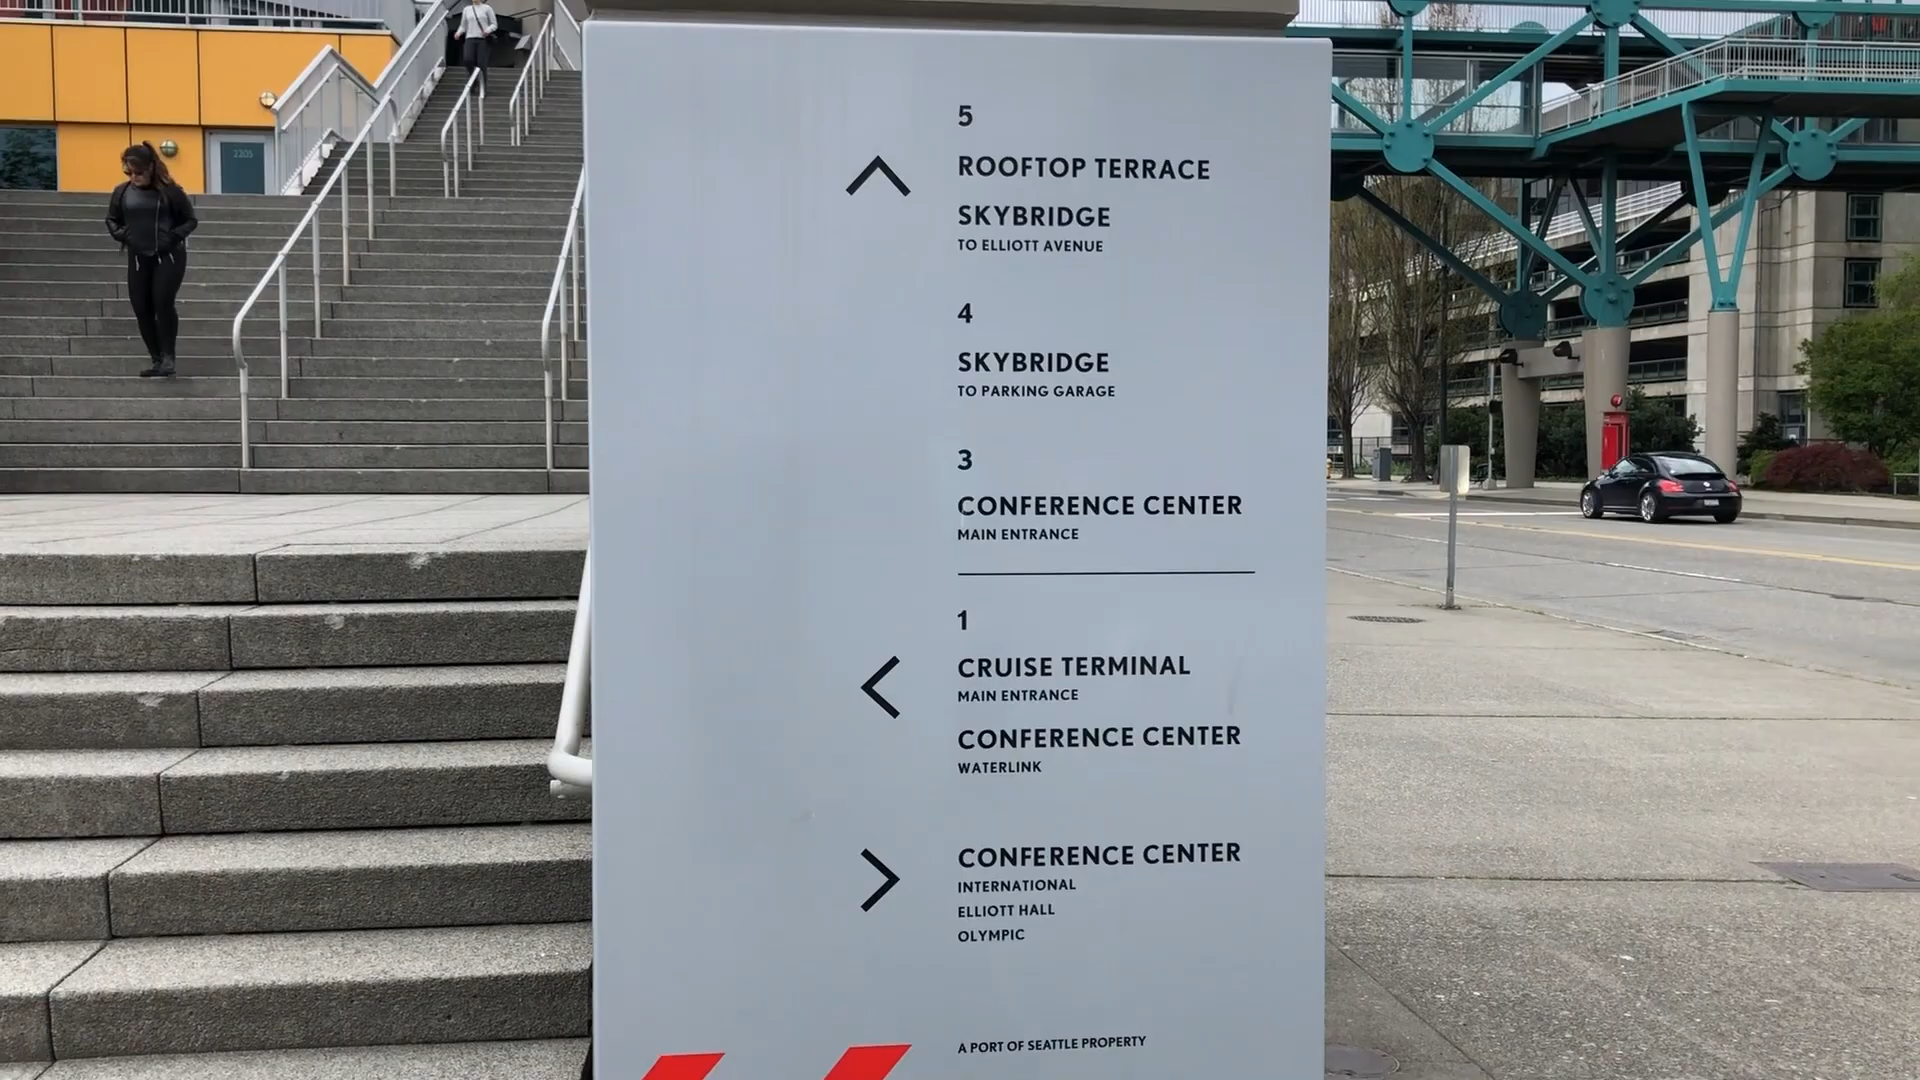 5
ROOFTOP TERRACE
SKYBRIDGE
TO ELLIOTT AVENUE
4
SKYBRIDGE
TO PARKING GARAGE
3
CONFERENCE CENTER
MAIN ENTRANCE
1
CRUISE TERMINAL
MAIN ENTRANCE
CONFERENCE CENTER
WATERLINK
CONFERENCE CENTER
INTERNATIONAL
ELLIOTT HALL
OLYMPIC
A PORT OF SEATTLE PROPERTY
2205